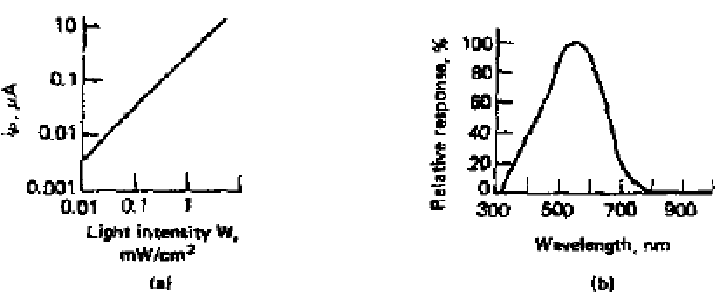 10
0.1
0.01
0.001
0.01 0.1 1
Light intensity W,
mW/cm²
(a)
Relative response, %
100
80
60
40
20
0
300 500 700 900
Wavelength, nm
(b)